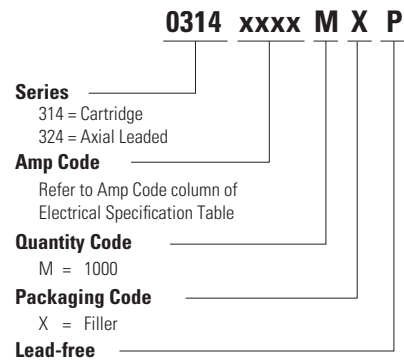 0314 xxxx M X P
Series
314 = Cartridge
324 = Axial Leaded
Amp Code
Refer to Amp Code column of
Electrical Specification Table
Quantity Code
M = 1000
Packaging Code
X = Filler
Lead-free